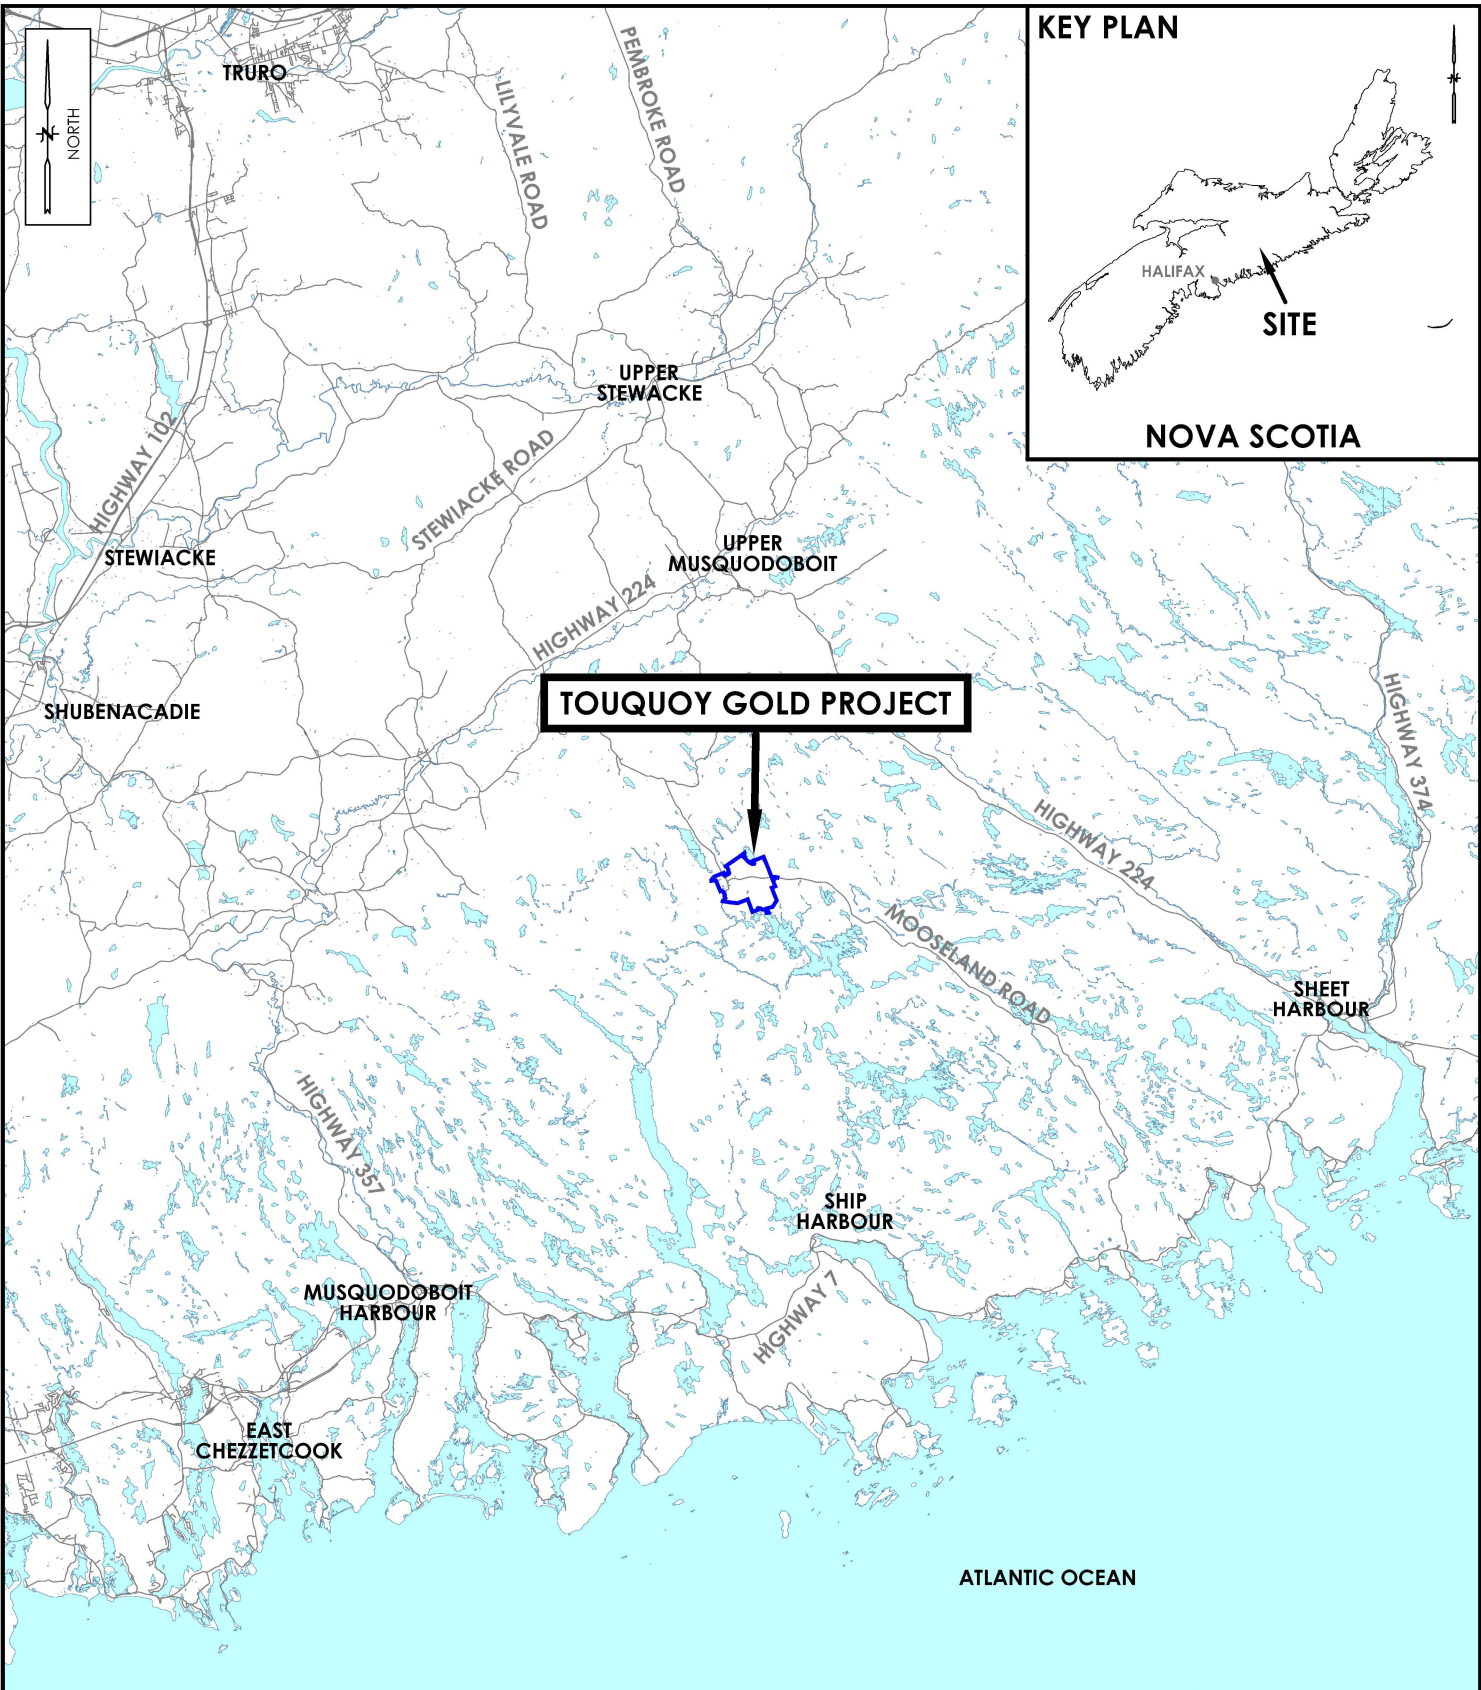 KEY PLAN
NORTH
TRURO
LILYVALE ROAD
PEMBROKE ROAD
HALIFAX
SITE
NOVA SCOTIA
UPPER
STEWACKE
HIGHWAY 102
STEWIACKE ROAD
STEWIACKE
UPPER
MUSQUODOBOIT
HIGHWAY 224
SHUBENACADIE
TOUQUOY GOLD PROJECT
HIGHWAY 374
HIGHWAY 224
MOOSELAND ROAD
SHEET
HARBOUR
HIGHWAY 357
SHIP
HARBOUR
MUSQUODOBOIT
HARBOUR
HIGHWAY 7
EAST
CHEZZETCOOK
ATLANTIC OCEAN